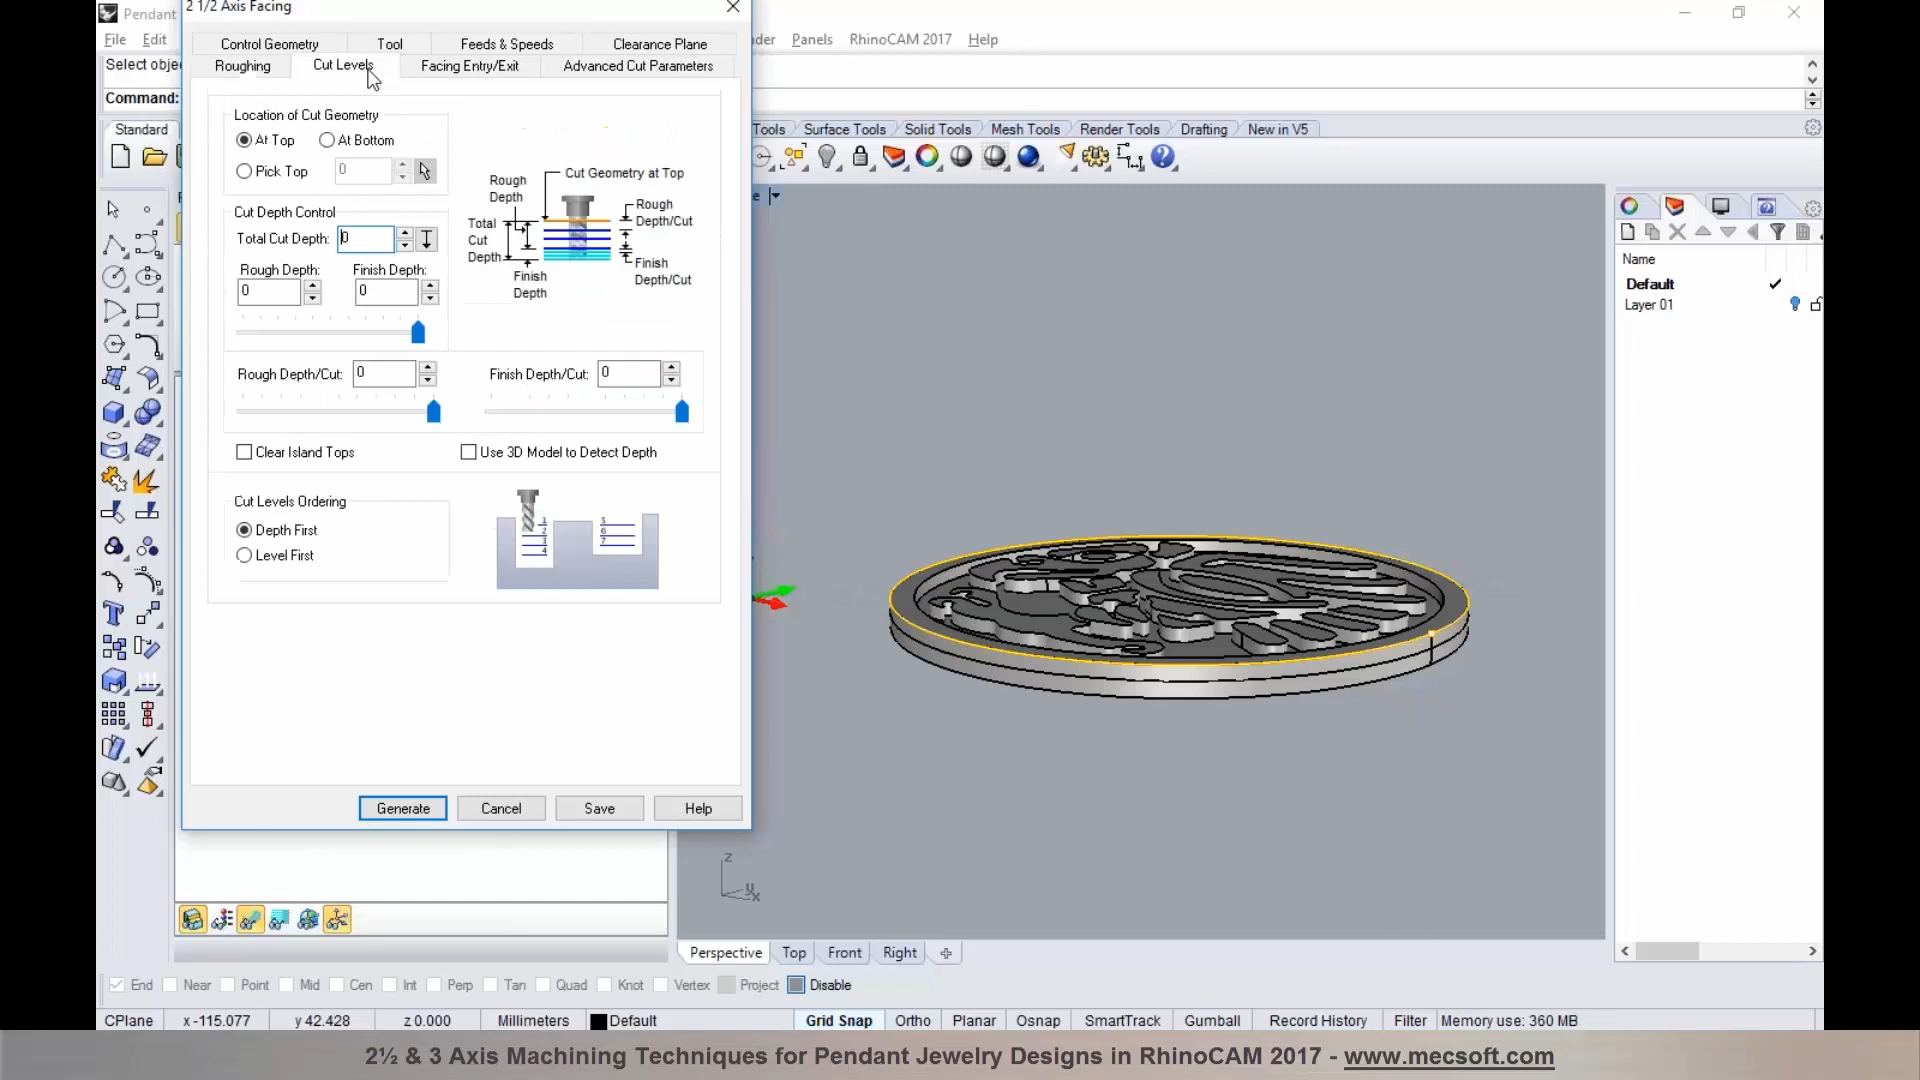 Pendant
2 1/2 Axis Facing
File Edit
Panels RhinoCAM 2017 Help
Select obje
Command:
Control Geometry Tool Feeds & Speeds Clearance Plane
Roughing Cut Levels Facing Entry/Exit Advanced Cut Parameters
Standard
Tools Surface Tools Solid Tools Mesh Tools Render Tools Drafting New in V5
Location of Cut Geometry
At Top At Bottom
Pick Top 0
Cut Depth Control
Total Cut Depth: 0
Rough Depth: Finish Depth:
0 0
Rough Depth
Cut Geometry at Top
Rough Depth/Cut
Total Cut Depth
Finish Depth
Finish Depth/Cut
Rough Depth/Cut: 0 Finish Depth/Cut: 0
Clear Island Tops Use 3D Model to Detect Depth
Cut Levels Ordering
Depth First
Level First
1
2
3
4
5
6
7
Generate Cancel Save Help
Name
Default
Layer 01
z
y
x
Perspective Top Front Right
End Near Point Mid Cen Int Perp Tan Quad Knot Vertex Project Disable
CPlane x -115.077 y 42.428 z 0.000 Millimeters Default Grid Snap Ortho Planar Osnap SmartTrack Gumball Record History Filter Memory use: 360 MB
2½ & 3 Axis Machining Techniques for Pendant Jewelry Designs in RhinoCAM 2017 - www.mecsoft.com